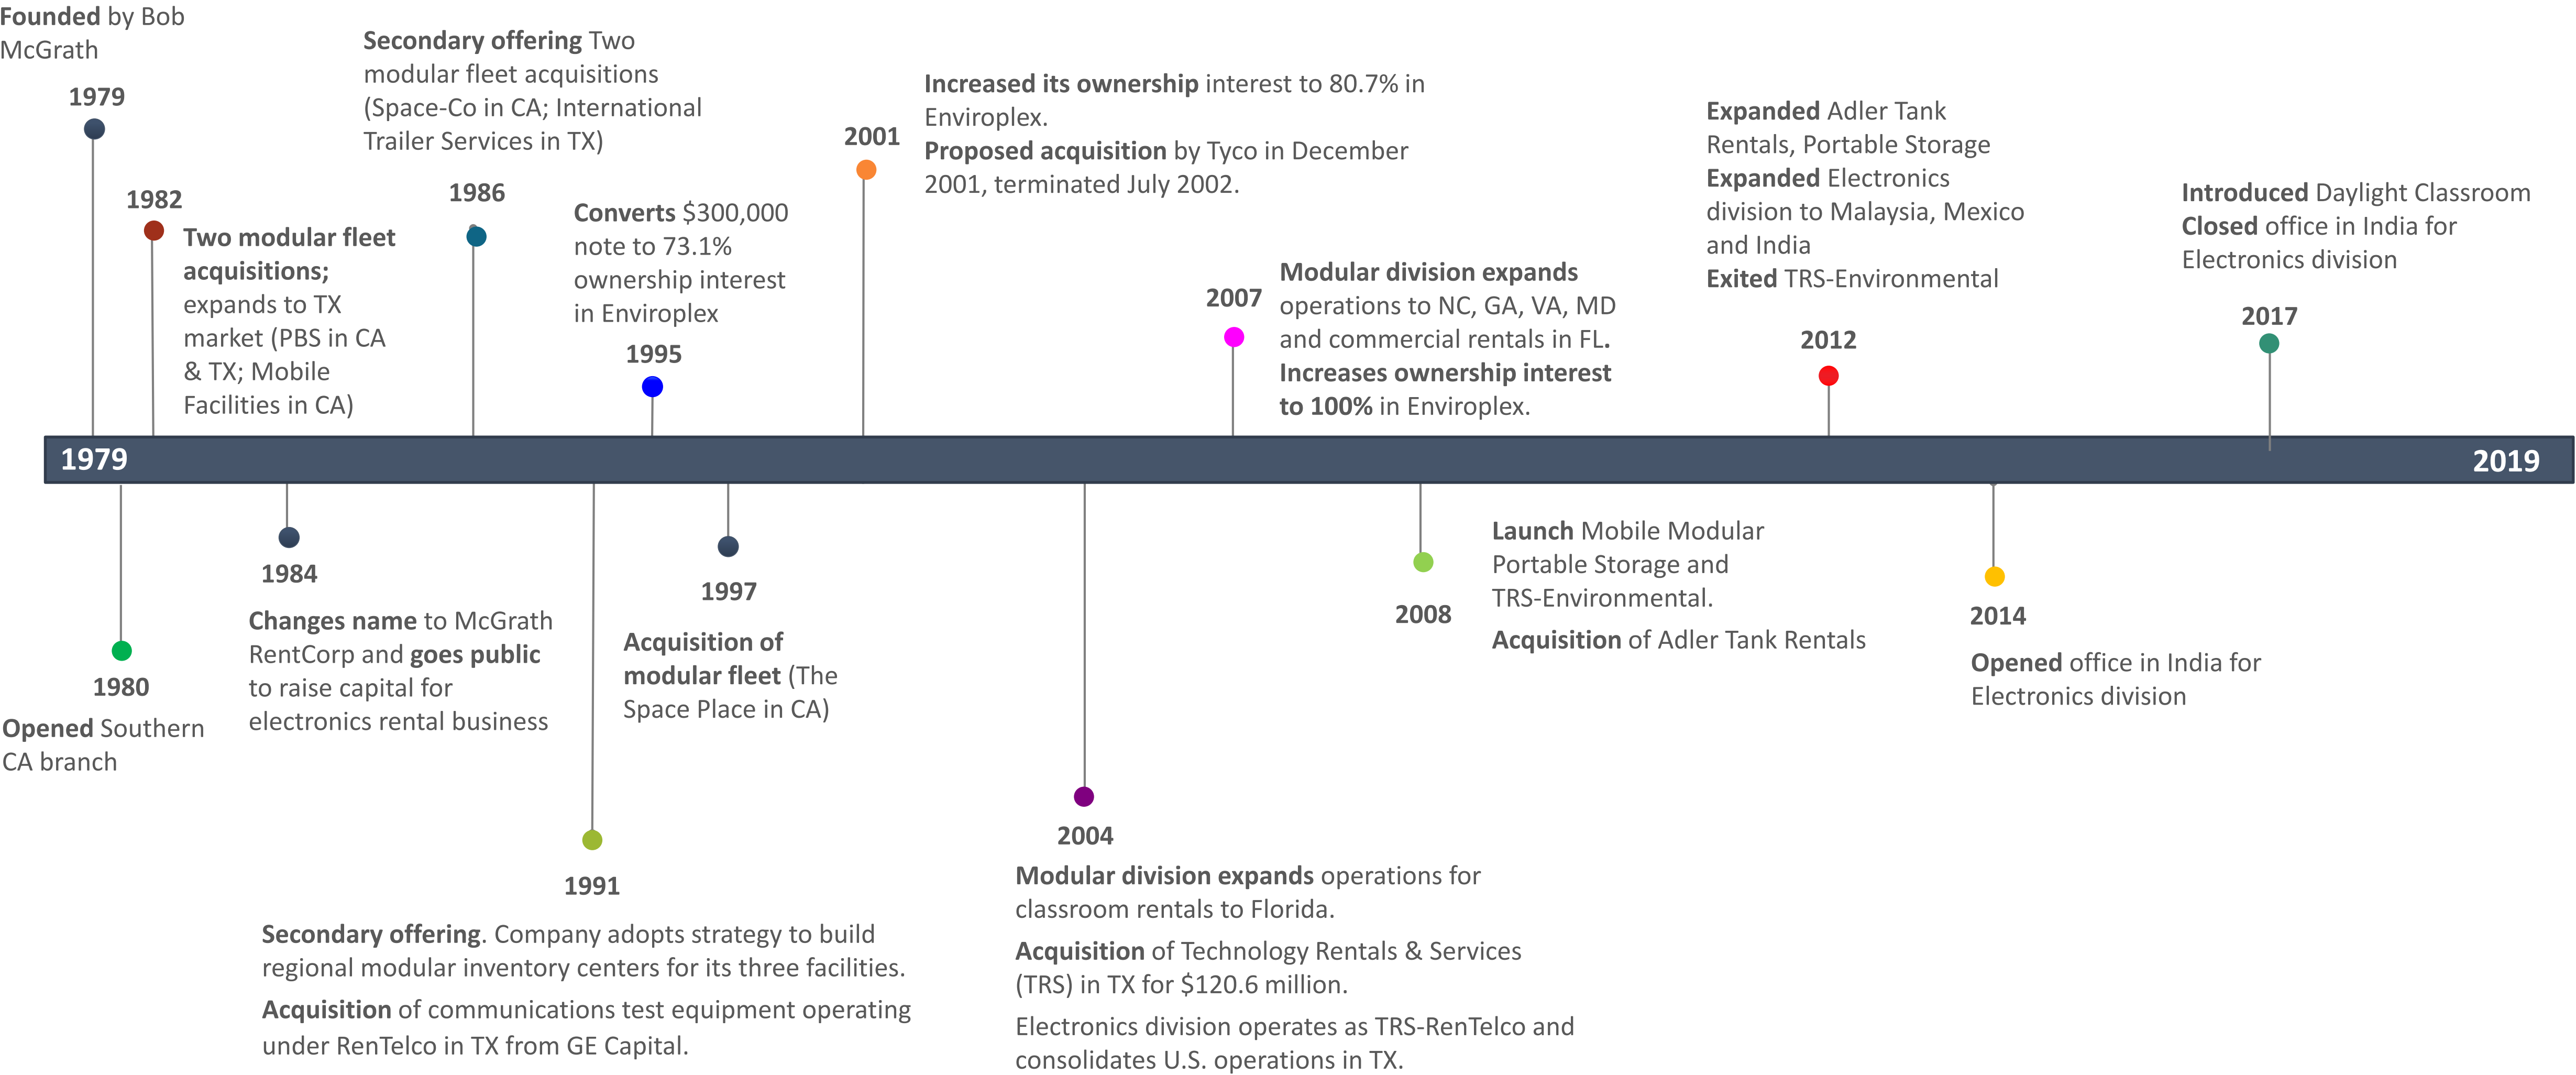 Founded by Bob
McGrath
1979
1982
Two modular fleet
acquisitions;
expands to TX
market (PBS in CA
& TX; Mobile
Facilities in CA)
Secondary offering Two
modular fleet acquisitions
(Space-Co in CA; International
Trailer Services in TX)
1986
Converts $300,000
note to 73.1%
ownership interest
in Enviroplex
1995
2001
Increased its ownership interest to 80.7% in
Enviroplex.
Proposed acquisition by Tyco in December
2001, terminated July 2002.
2007
Modular division expands
operations to NC, GA, VA, MD
and commercial rentals in FL.
Increases ownership interest
to 100% in Enviroplex.
Expanded Adler Tank
Rentals, Portable Storage
Expanded Electronics
division to Malaysia, Mexico
and India
Exited TRS-Environmental
2012
Introduced Daylight Classroom
Closed office in India for
Electronics division
2017
1979
2019
1980
Opened Southern
CA branch
1984
Changes name to McGrath
RentCorp and goes public
to raise capital for
electronics rental business
1991
Secondary offering. Company adopts strategy to build
regional modular inventory centers for its three facilities.
Acquisition of communications test equipment operating
under RenTelco in TX from GE Capital.
1997
Acquisition of
modular fleet (The
Space Place in CA)
2004
Modular division expands operations for
classroom rentals to Florida.
Acquisition of Technology Rentals & Services
(TRS) in TX for $120.6 million.
Electronics division operates as TRS-RenTelco and
consolidates U.S. operations in TX.
2008
Launch Mobile Modular
Portable Storage and
TRS-Environmental.
Acquisition of Adler Tank Rentals
2014
Opened office in India for
Electronics division